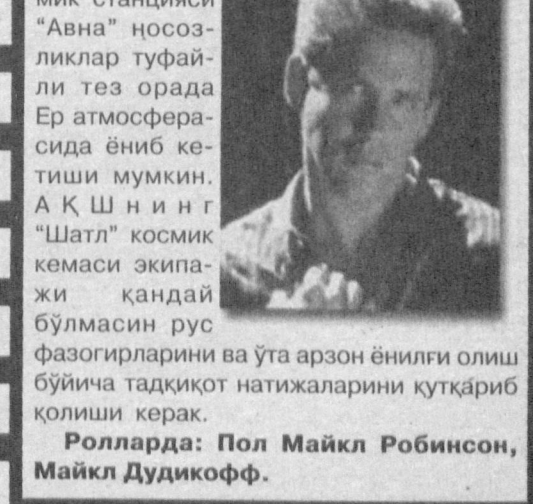 мик станцияси
“Авна” носоз-
ликлар туфай-
ли тез орада
Ер атмосфера-
сида ёниб ке-
тиши мумкин.
АҚШнинг
“Шатл” космик
кемаси экипа-
жи қандай
бўлмасин рус
фазогирларини ва ўта арзон ёнилғи олиш
бўйича тадқиқот натижаларини қутқариб
қолиши керак.
Ролларда: Пол Майкл Робинсон,
Майкл Дудикофф.